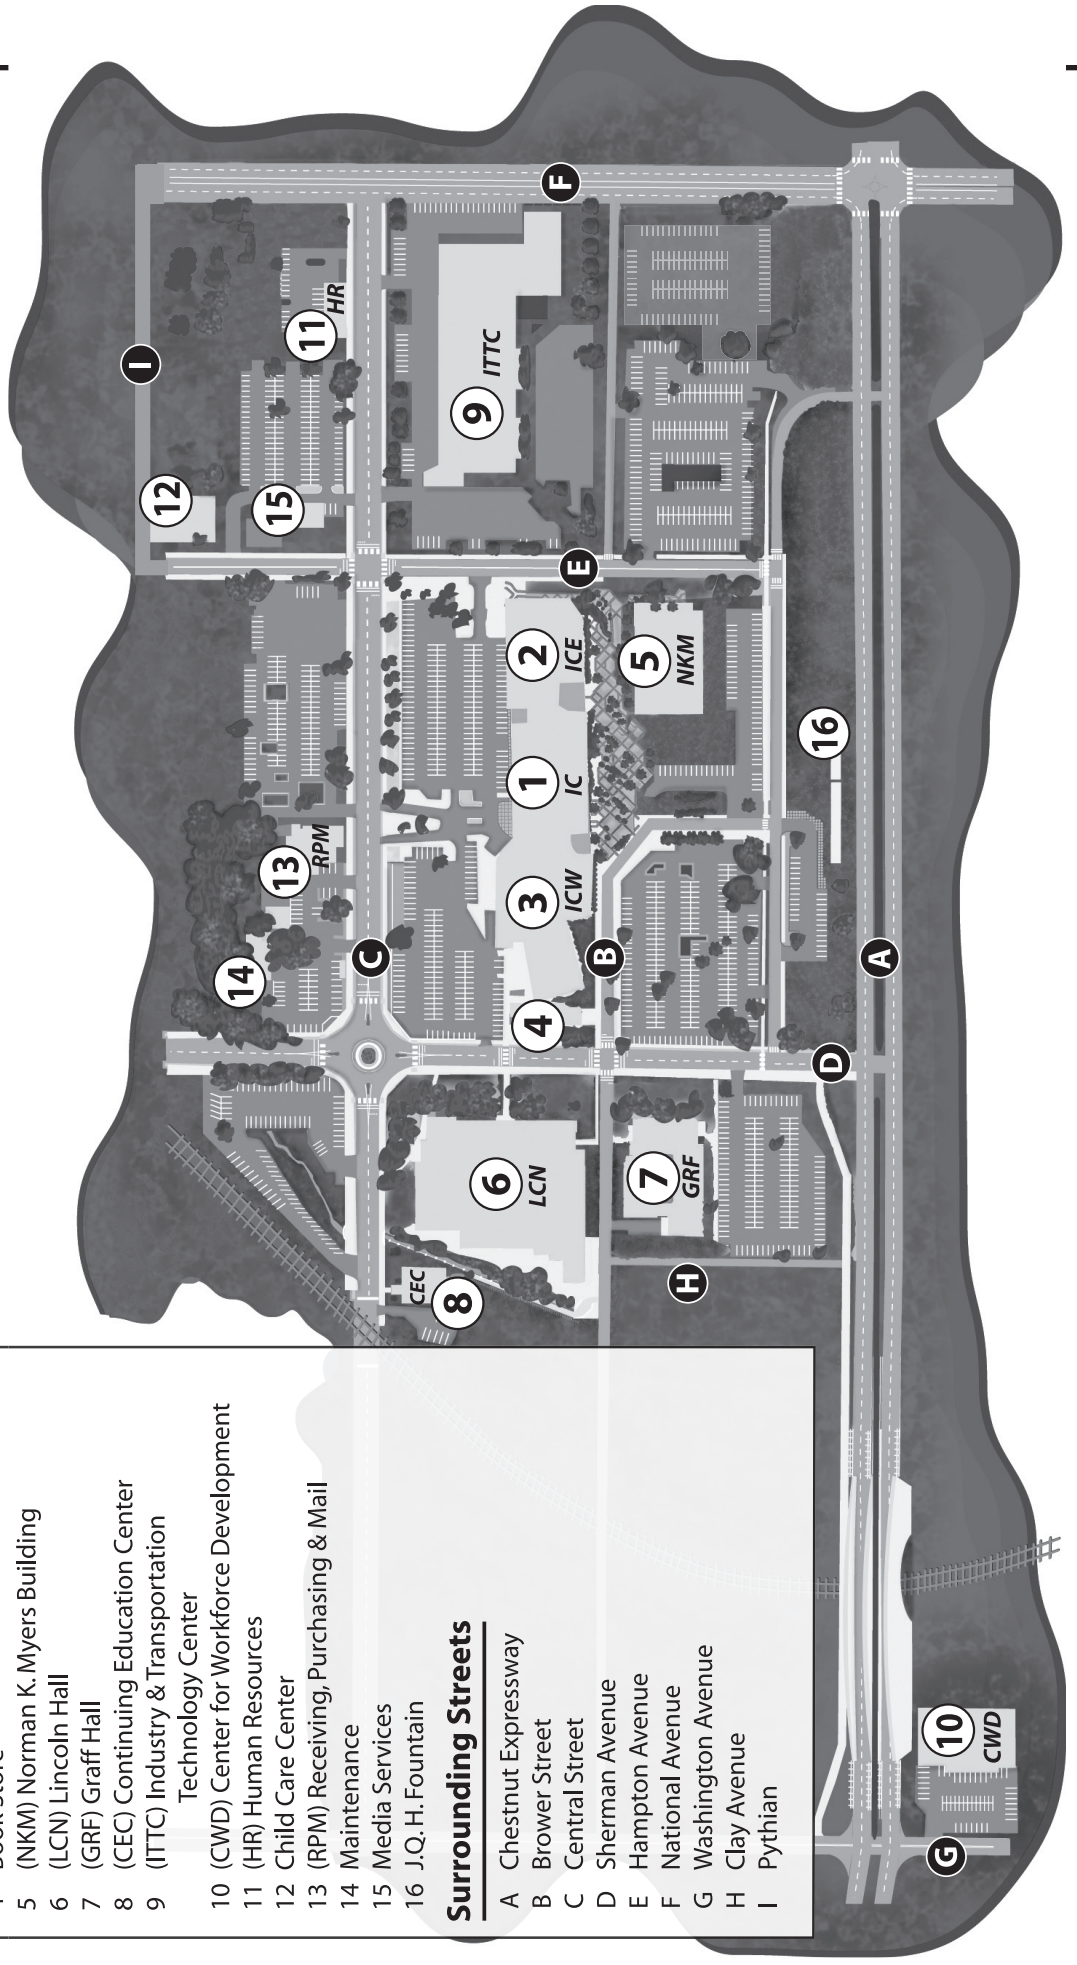 4 Book Store
5 (NKM) Norman K. Myers Building
6 (LCN) Lincoln Hall
7 (GRF) Graff Hall
8 (CEC) Continuing Education Center
9 (ITTC) Industry & Transportation
Technology Center
10 (CWD) Center for Workforce Development
11 (HR) Human Resources
12 Child Care Center
13 (RPM) Receiving, Purchasing & Mail
14 Maintenance
15 Media Services
16 J.Q.H. Fountain
Surrounding Streets
A Chestnut Expressway
B Brower Street
C Central Street
D Sherman Avenue
E Hampton Avenue
F National Avenue
G Washington Avenue
H Clay Avenue
I Pythian
I
12
15
11 HR
F
9 ITTC
E
14
13 RPM
C
2 ICE
1 IC
3 ICW
4
5 NKM
B
16
A
D
6 LCN
7 GRF
8 CEC
H
10 CWD
G